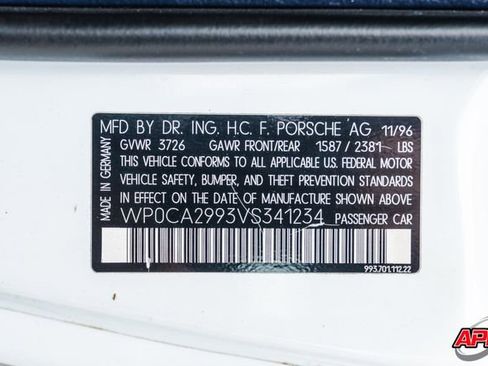 MFD BY DR. ING. H.C. F. PORSCHE AG 11/96
GVWR 3726 GAWR FRONT/REAR 1587 / 2381 LBS
THIS VEHICLE CONFORMS TO ALL APPLICABLE U.S. FEDERAL MOTOR
VEHICLE SAFETY, BUMPER, AND THEFT PREVENTION STANDARDS
IN EFFECT ON THE DATE OF MANUFACTURE SHOWN ABOVE
WP0CA2993VS341234 PASSENGER CAR
MADE IN GERMANY
993.701.112.22